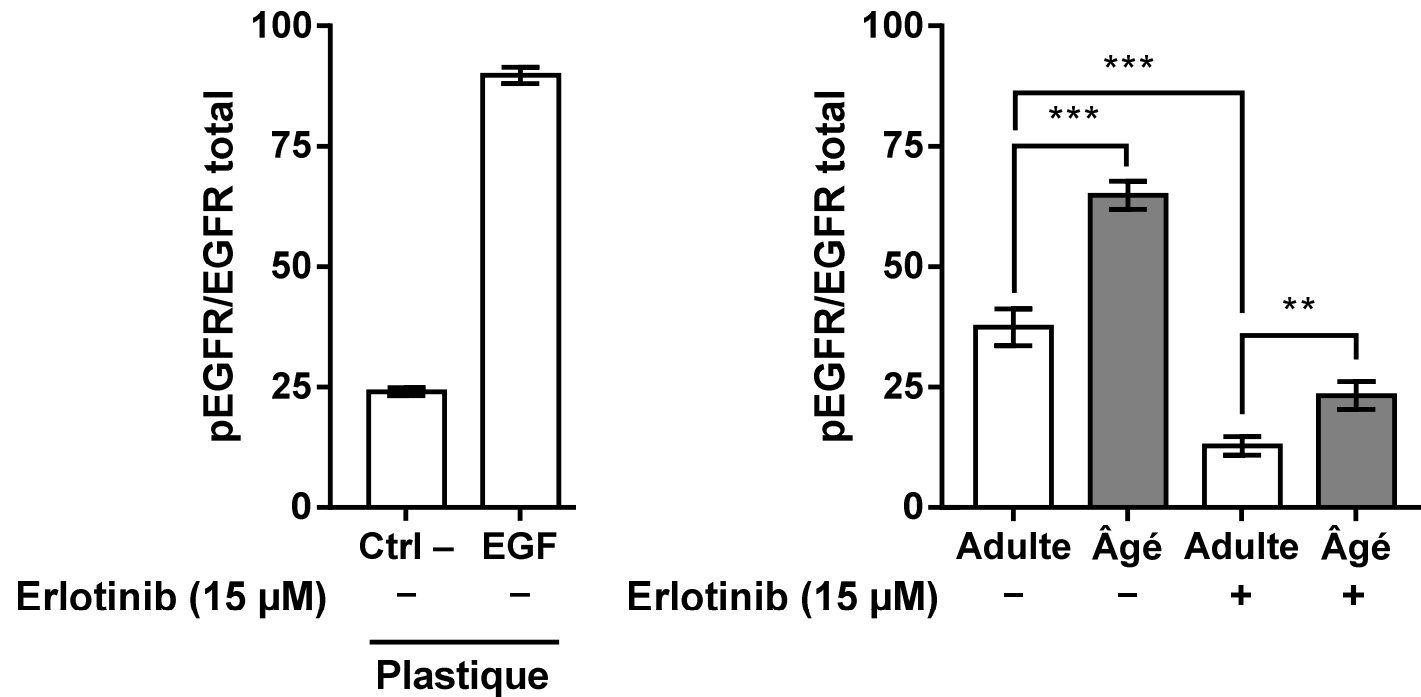 pEGFR/EGFR total
100
75
50
25
0
Ctrl – EGF
Erlotinib (15 µM) – –
Plastique
pEGFR/EGFR total
100
75
50
25
0
***
***
**
Adulte Âgé Adulte Âgé
Erlotinib (15 µM) – – + +